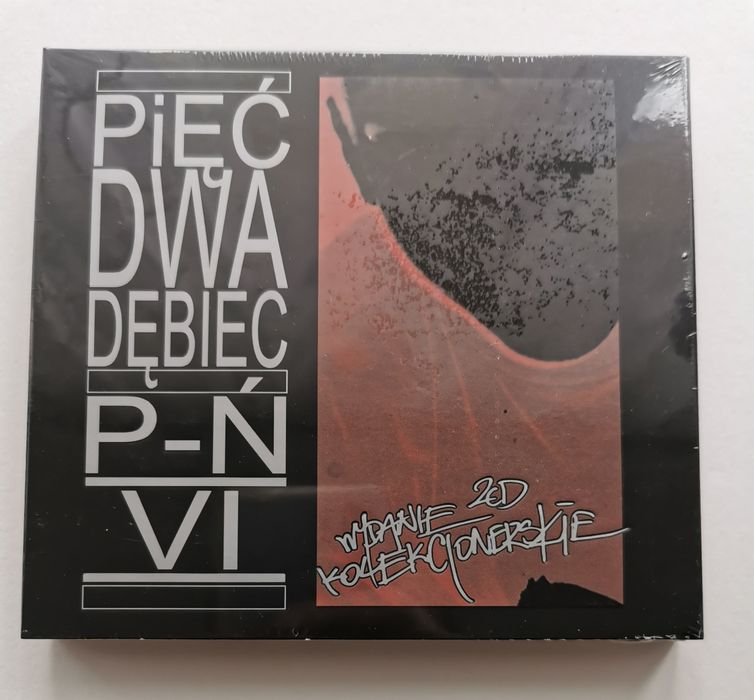 PiĘĆ
DWA
DĘBIEC
P-Ń
VI
2CD
WYDANIE
KOLEKCJONERSKIE